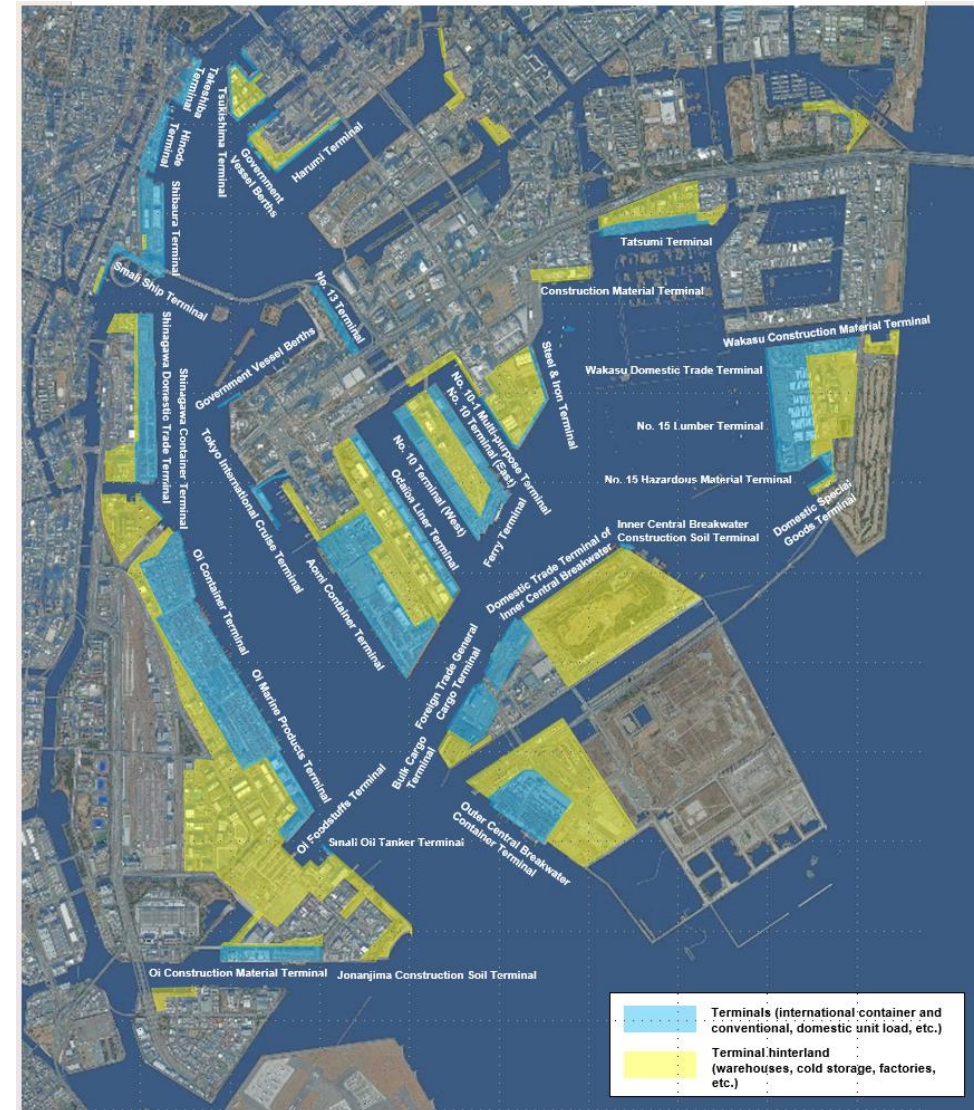 Takeshiba
Terminal
Tsukishima Terminal
Hinode
Terminal
Government
Vessel Berths
Harumi Terminal
Shibaura Terminal
Small Ship Terminal
Tatsumi Terminal
Construction Material Terminal
No. 13 Terminal
Government Vessel Berths
Wakasu Construction Material Terminal
Wakasu Domestic Trade Terminal
Steel & Iron Terminal
Shinagawa Domestic Trade Terminal
Shinagawa Container Terminal
No. 10-1 Multi-purpose Terminal
No. 10 Terminal (East)
No. 10 Terminal (West)
No. 15 Lumber Terminal
No. 15 Hazardous Material Terminal
Domestic Special
Goods Terminal
Tokyo International Cruise Terminal
Odaiba Liner Terminal
Aomi Container Terminal
Ferry Terminal
Inner Central Breakwater
Construction Soil Terminal
Domestic Trade Terminal of
Inner Central Breakwater
Oi Container Terminal
Foreign Trade General
Cargo Terminal
Oi Marine Products Terminal
Bulk Cargo
Terminal
Oi Foodstuffs Terminal
Small Oil Tanker Terminal
Outer Central Breakwater
Container Terminal
Oi Construction Material Terminal
Jonanjima Construction Soil Terminal
Terminals (international container and
conventional, domestic unit load, etc.)
Terminal hinterland
(warehouses, cold storage, factories,
etc.)